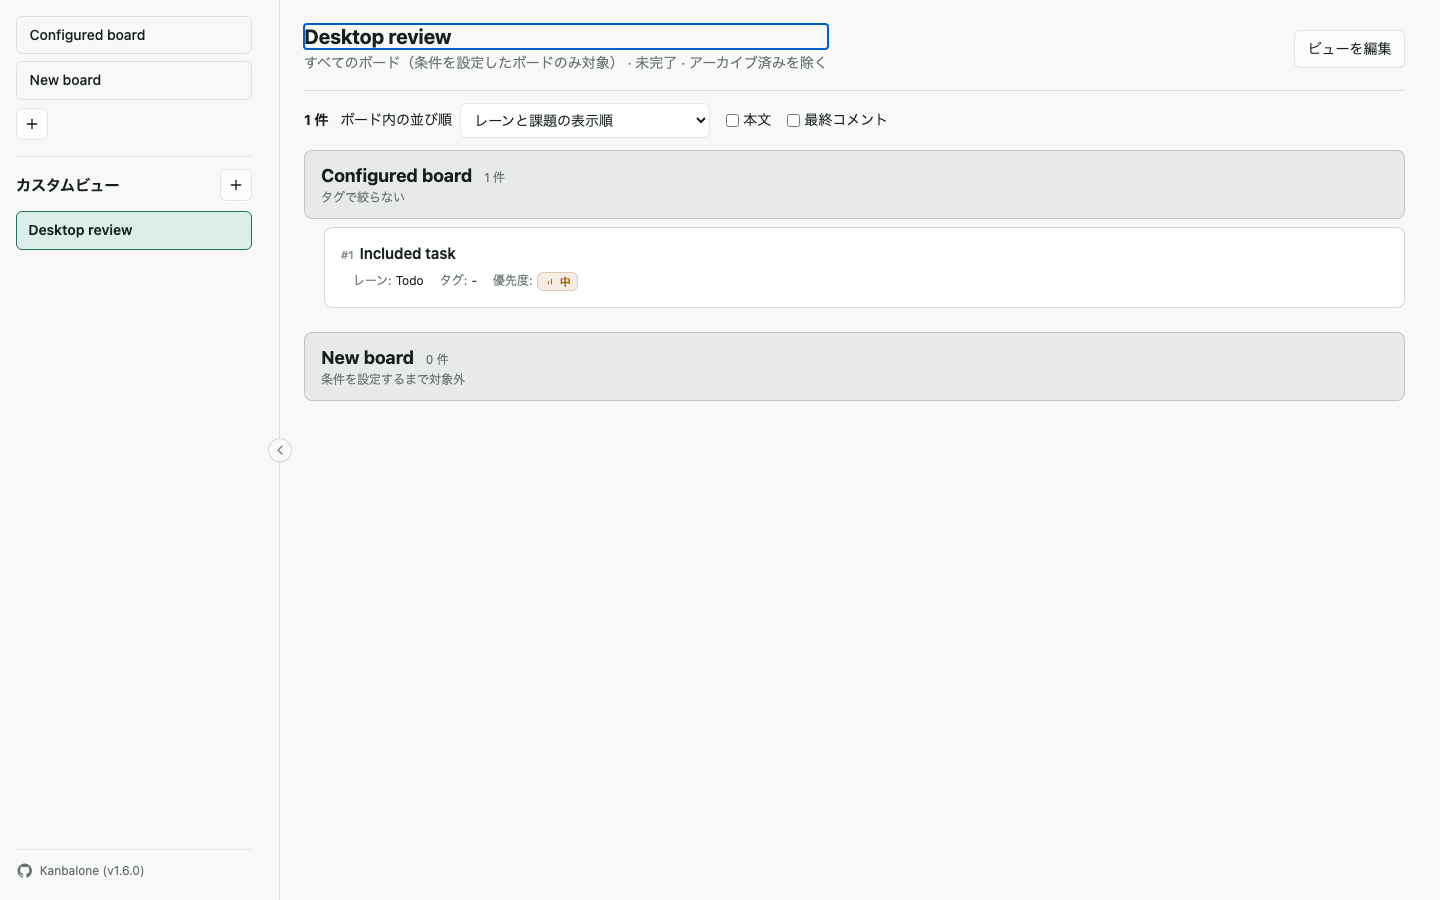 Configured board
New board
カスタムビュー
Desktop review
Kanbalone (v1.6.0)
Desktop review
すべてのボード（条件を設定したボードのみ対象） · 未完了 · アーカイブ済みを除く
ビューを編集
1 件 ボード内の並び順 レーンと課題の表示順 本文 最終コメント
Configured board 1 件
タグで絞らない
#1 Included task
レーン: Todo タグ: - 優先度: 中
New board 0 件
条件を設定するまで対象外